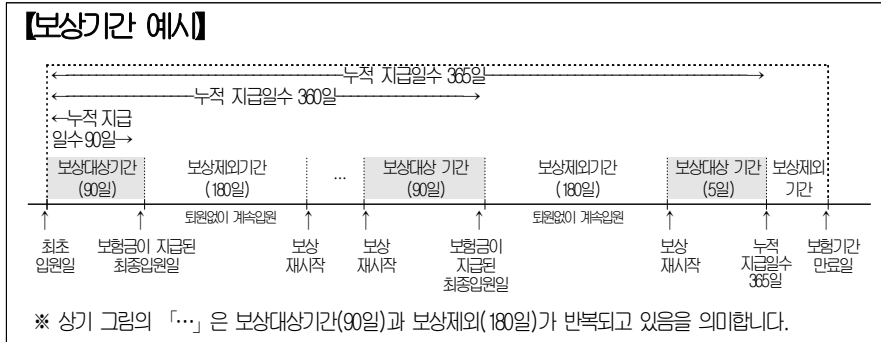 【보상기간 예시】
←누적 지급일수 365일→
←누적 지급일수 360일→
←누적 지급
일수 90일→
보상대상기간 보상제외기간 보상대상 기간 보상제외기간 보상대상 기간 보상제외
(90일) (180일) ... (90일) (180일) (5일) 기간
퇴원없이 계속입원 퇴원없이 계속입원
↑ ↑ ↑ ↑ ↑ ↑ ↑ ↑
최초 보험금이 지급된 보상 보상 보험금이 보상 누적 보험기간
입원일 최종입원일 재시작 재시작 지급된 재시작 지급일수 만료일
최종입원일 365일
※ 상기 그림의 「…」은 보상대상기간(90일)과 보상제외(180일)가 반복되고 있음을 의미합니다.